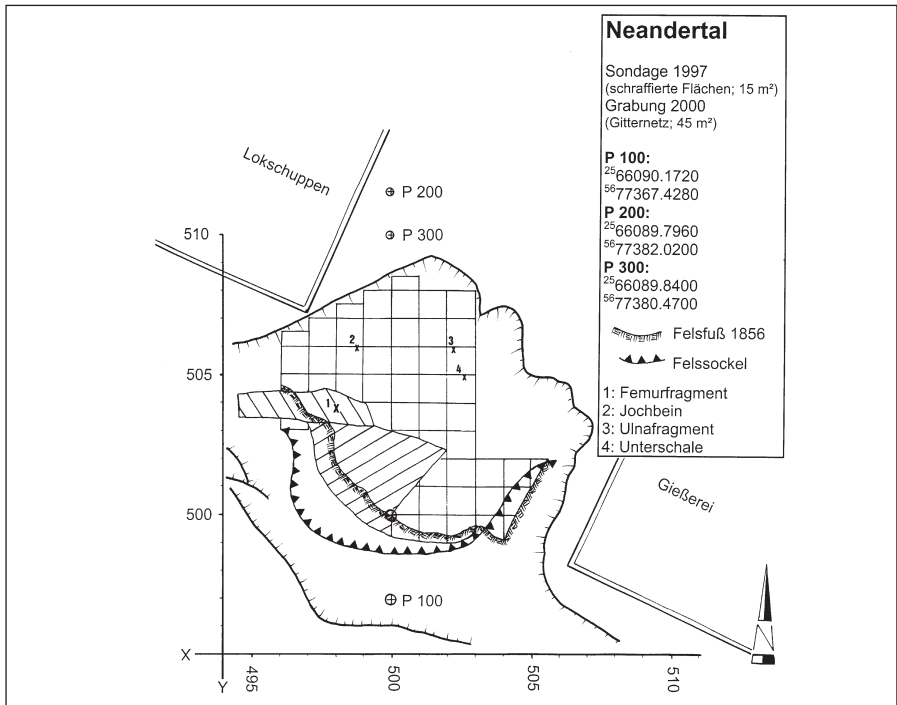 Neandertal
Sondage 1997
(schraffierte Flächen; 15 m²)
Grabung 2000
(Gitternetz; 45 m²)
P 100:
²⁵66090.1720
⁵⁶77367.4280
P 200:
²⁵66089.7960
⁵⁶77382.0200
P 300:
²⁵66089.8400
⁵⁶77380.4700
Felsfuß 1856
Felssockel
1: Femurfragment
2: Jochbein
3: Ulnafragment
4: Unterschale
Lokschuppen
P 200
P 300
510
2
3
4
505
1
Gießerei
500
P 100
X
Y
495
500
505
510